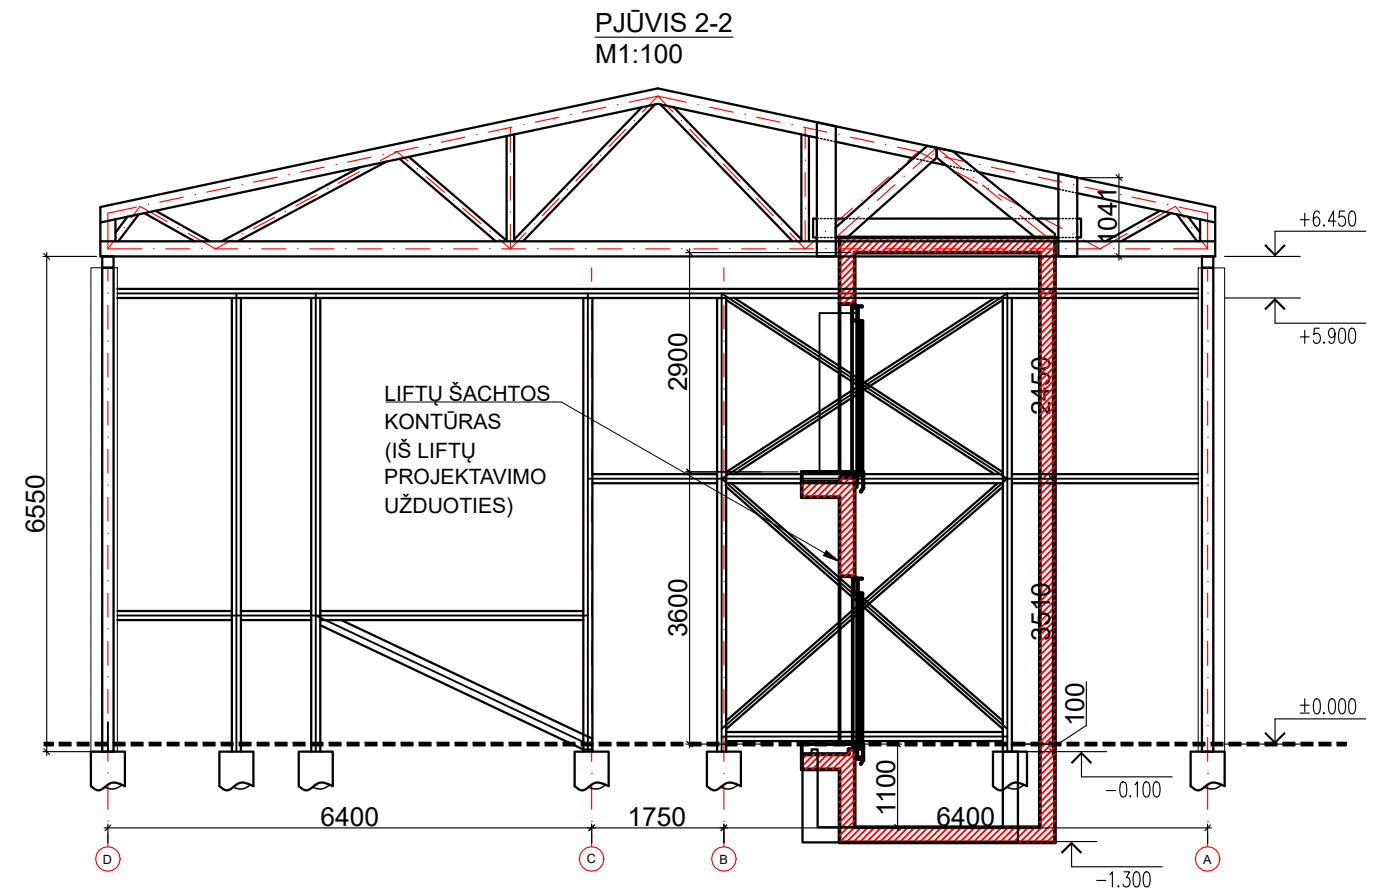 PJŪVIS 2-2
M1:100
1041
+6.450
+5.900
2900
2450
LIFTŲ ŠACHTOS
KONTŪRAS
(IŠ LIFTŲ
PROJEKTAVIMO
UŽDUOTIES)
6550
3600
3510
100
±0.000
-0.100
1100
6400
1750
6400
D
C
B
A
-1.300